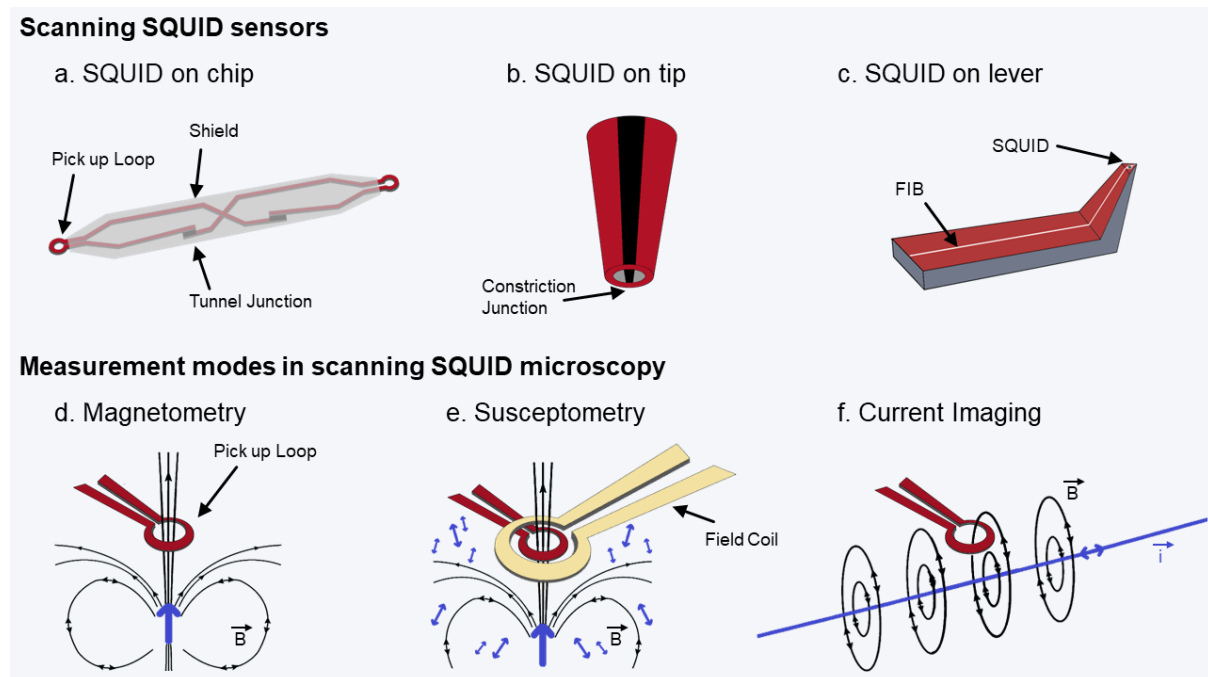 Scanning SQUID sensors
a. SQUID on chip
b. SQUID on tip
c. SQUID on lever
Shield
Pick up Loop
Tunnel Junction
Constriction
Junction
SQUID
FIB
Measurement modes in scanning SQUID microscopy
d. Magnetometry
e. Susceptometry
f. Current Imaging
Pick up Loop
B
Field Coil
B
B
i